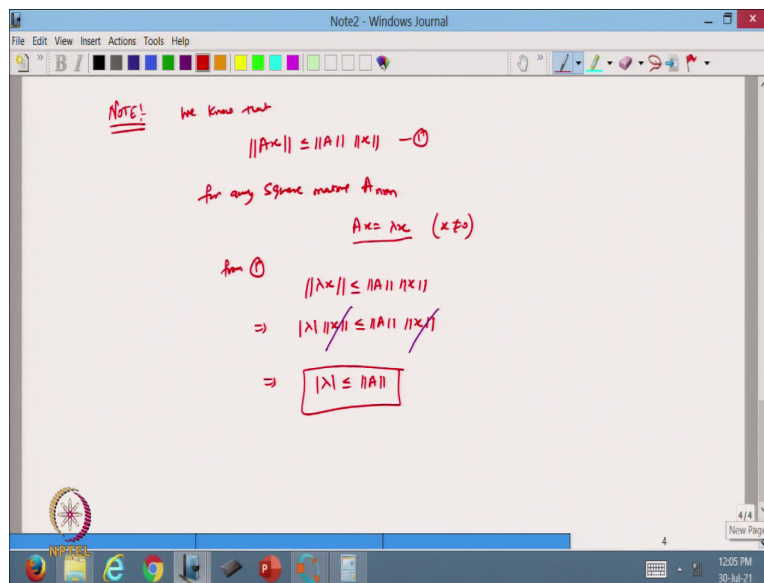 Note2 - Windows Journal
File Edit View Insert Actions Tools Help
B I
NOTE!- We know that
||Ax|| ≤ ||A|| ||x|| —①
for any square matrix A n×n
Ax = λx (x≠0)
from ①
||λx|| ≤ ||A|| ||x||
⇒ |λ| ||x|| ≤ ||A|| ||x||
⇒ |λ| ≤ ||A||
4/4
New Page
4
NPTEL
12:05 PM
30-Jul-21